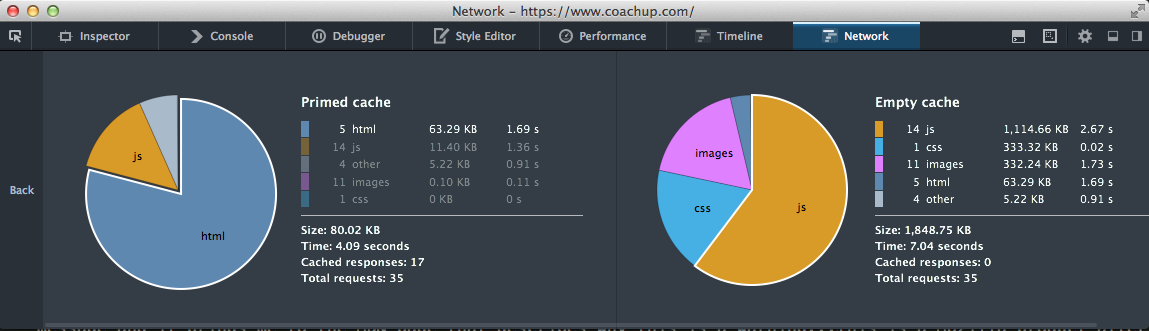 Network - https://www.coachup.com/
Inspector Console Debugger Style Editor Performance Timeline Network
Back
js
html
Primed cache
5 html 63.29 KB 1.69 s
14 js 11.40 KB 1.36 s
4 other 5.22 KB 0.91 s
11 images 0.10 KB 0.11 s
1 css 0 KB 0 s
Size: 80.02 KB
Time: 4.09 seconds
Cached responses: 17
Total requests: 35
images
css
js
Empty cache
14 js 1,114.66 KB 2.67 s
1 css 333.32 KB 0.02 s
11 images 332.24 KB 1.73 s
5 html 63.29 KB 1.69 s
4 other 5.22 KB 0.91 s
Size: 1,848.75 KB
Time: 7.04 seconds
Cached responses: 0
Total requests: 35